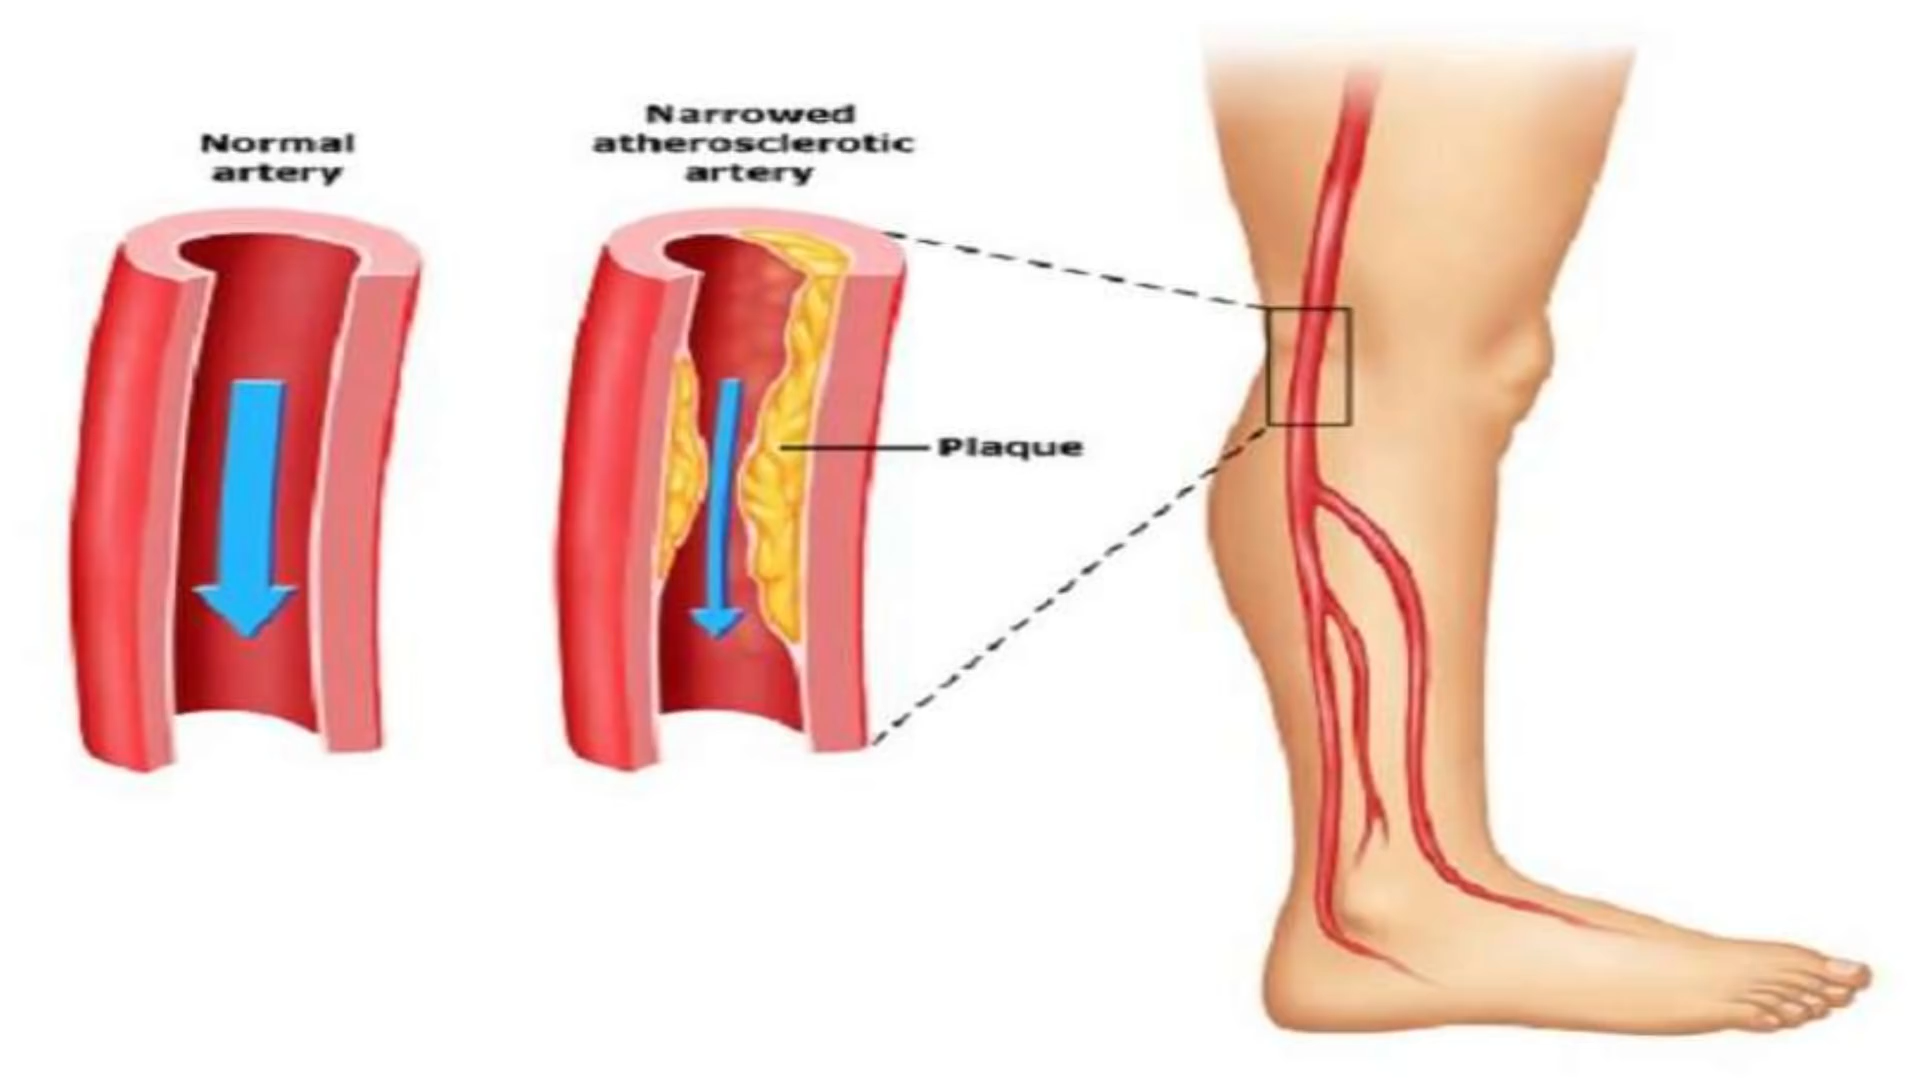 Normal
artery
Narrowed
atherosclerotic
artery
Plaque